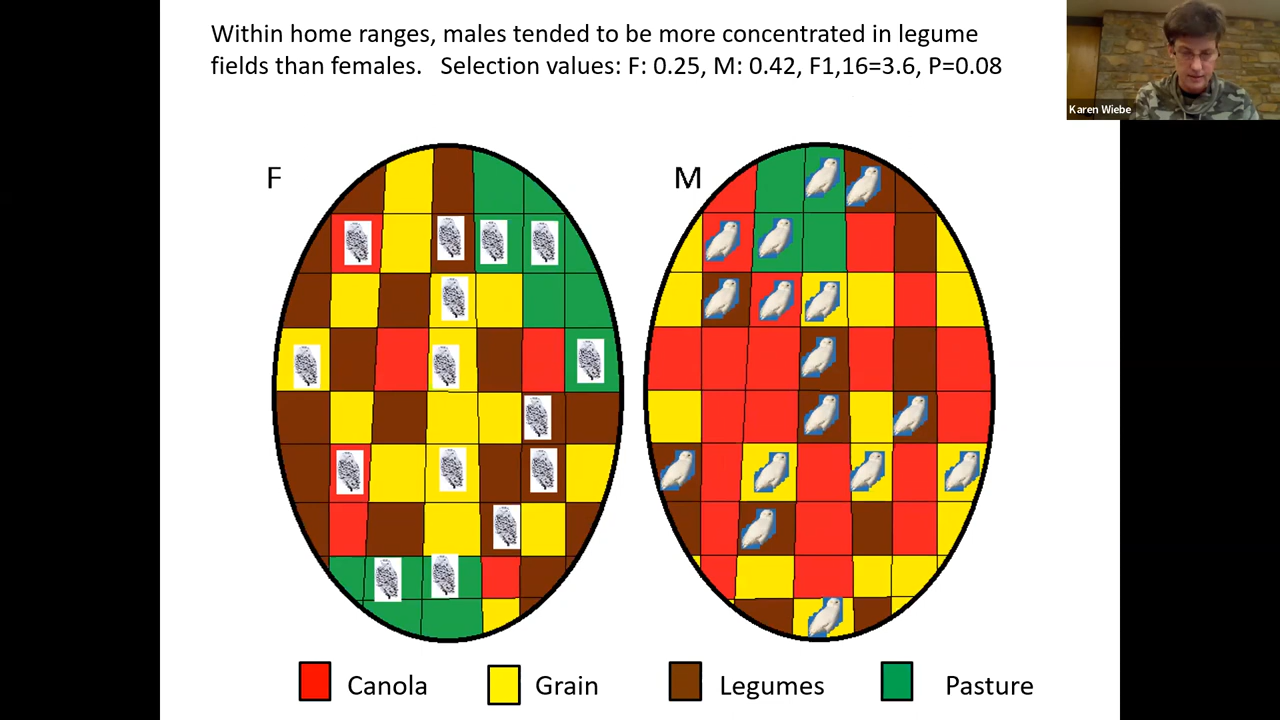 Within home ranges, males tended to be more concentrated in legume
fields than females. Selection values: F: 0.25, M: 0.42, F1,16=3.6, P=0.08
Karen Wiebe
F
M
Canola
Grain
Legumes
Pasture